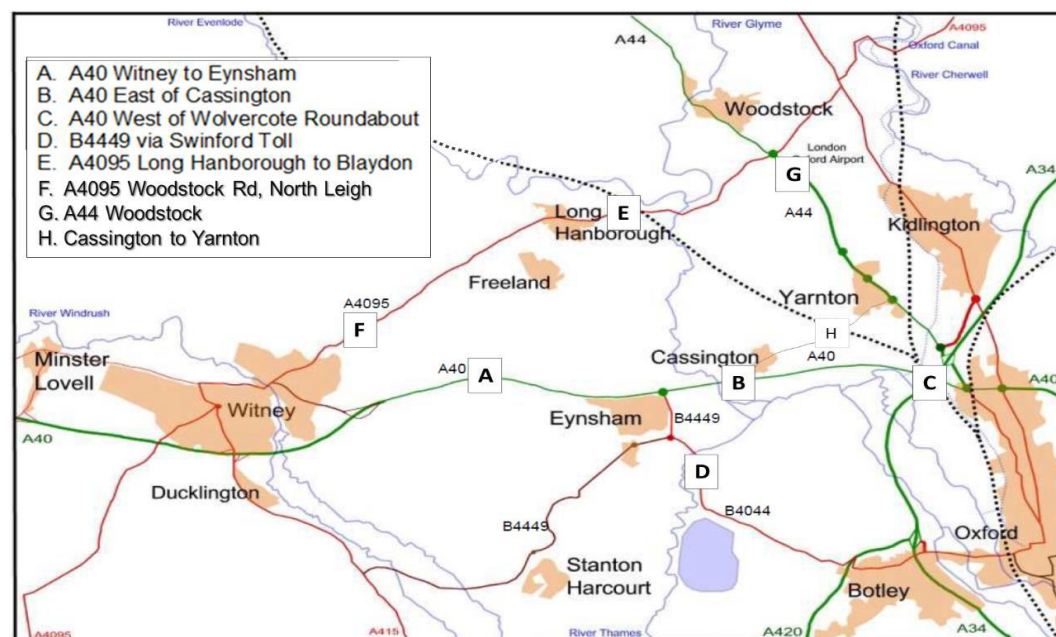 A. A40 Witney to Eynsham
B. A40 East of Cassington
C. A40 West of Wolvercote Roundabout
D. B4449 via Swinford Toll
E. A4095 Long Hanborough to Blaydon
F. A4095 Woodstock Rd, North Leigh
G. A44 Woodstock
H. Cassington to Yarnton
River Evenlode
A44
River Glyme
A4095
Oxford Canal
River Cherwell
Woodstock
London
ford Airport
G
A34
E
Long
Hanborough
A44
Kidlington
Freeland
Yarnton
A4095
River Windrush
F
H
Minster
Lovell
Cassington
A40
A40
A
B
C
A40
Witney
Eynsham
B4449
A40
D
Ducklington
B4449
B4044
Oxford
Stanton
Harcourt
Botley
A4095
A415
River Thames
A420
A34